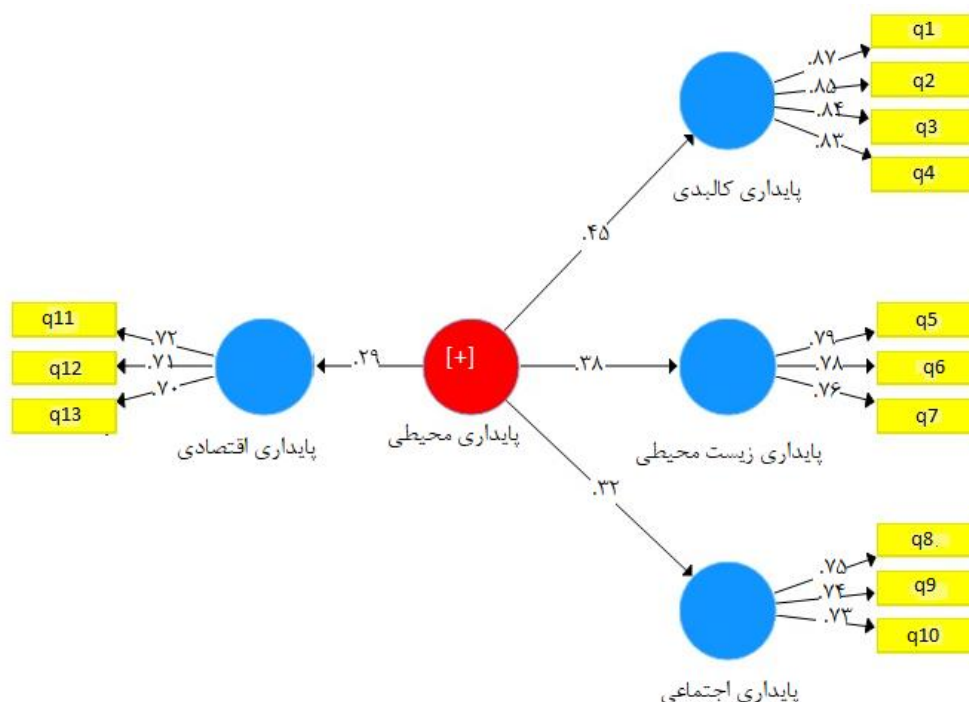 q1
.۸۷
q2
.۸۵
q3
.۸۴
q4
.۸۳
پایداری کالبدی
.۴۵
q11
.۷۲
q12
.۷۱
q13
.۷۰
پایداری اقتصادی
.۲۹
[+]
پایداری محیطی
.۳۸
q5
.۷۹
q6
.۷۸
q7
.۷۶
پایداری زیست محیطی
.۳۲
q8
.۷۵
q9
.۷۴
q10
.۷۳
پایداری اجتماعی